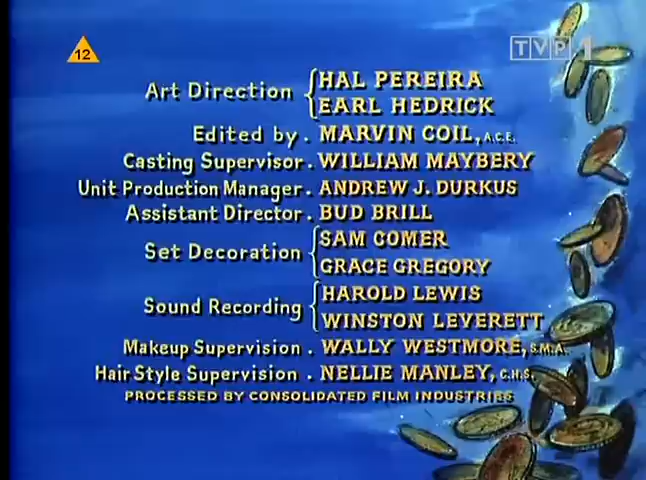 12
TVP1
Art Direction { HAL PEREIRA
EARL HEDRICK
Edited by . MARVIN COIL, A.C.E.
Casting Supervisor . WILLIAM MAYBERY
Unit Production Manager . ANDREW J. DURKUS
Assistant Director . BUD BRILL
Set Decoration { SAM COMER
GRACE GREGORY
Sound Recording { HAROLD LEWIS
WINSTON LEVERETT
Makeup Supervision . WALLY WESTMORE, S.M.A.
Hair Style Supervision . NELLIE MANLEY, C.H.S.
PROCESSED BY CONSOLIDATED FILM INDUSTRIES